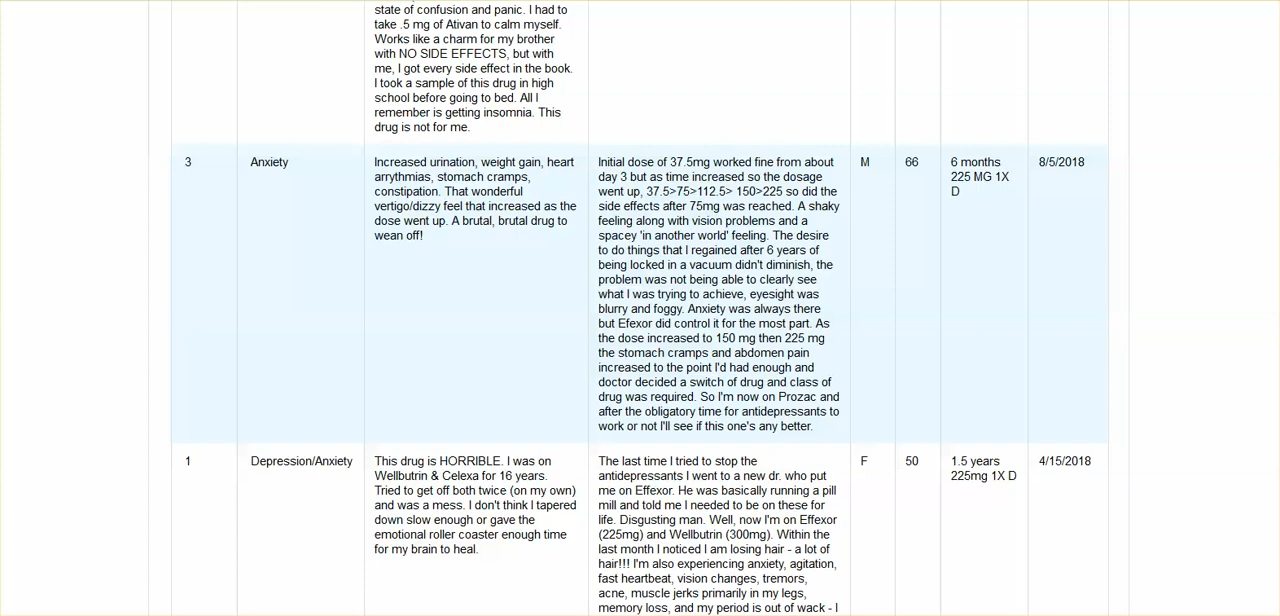 state of confusion and panic. I had to
take .5 mg of Ativan to calm myself.
Works like a charm for my brother
with NO SIDE EFFECTS, but with
me, I got every side effect in the book.
I took a sample of this drug in high
school before going to bed. All I
remember is getting insomnia. This
drug is not for me.
3
Anxiety
Increased urination, weight gain, heart
arrythmias, stomach cramps,
constipation. That wonderful
vertigo/dizzy feel that increased as the
dose went up. A brutal, brutal drug to
wean off!
Initial dose of 37.5mg worked fine from about
day 3 but as time increased so the dosage
went up, 37.5>75>112.5> 150>225 so did the
side effects after 75mg was reached. A shaky
feeling along with vision problems and a
spacey 'in another world' feeling. The desire
to do things that I regained after 6 years of
being locked in a vacuum didn't diminish, the
problem was not being able to clearly see
what I was trying to achieve, eyesight was
blurry and foggy. Anxiety was always there
but Efexor did control it for the most part. As
the dose increased to 150 mg then 225 mg
the stomach cramps and abdomen pain
increased to the point I'd had enough and
doctor decided a switch of drug and class of
drug was required. So I'm now on Prozac and
after the obligatory time for antidepressants to
work or not I'll see if this one's any better.
M
66
6 months
225 MG 1X
D
8/5/2018
1
Depression/Anxiety
This drug is HORRIBLE. I was on
Wellbutrin & Celexa for 16 years.
Tried to get off both twice (on my own)
and was a mess. I don't think I tapered
down slow enough or gave the
emotional roller coaster enough time
for my brain to heal.
The last time I tried to stop the
antidepressants I went to a new dr. who put
me on Effexor. He was basically running a pill
mill and told me I needed to be on these for
life. Disgusting man. Well, now I'm on Effexor
(225mg) and Wellbutrin (300mg). Within the
last month I noticed I am losing hair - a lot of
hair!!! I'm also experiencing anxiety, agitation,
fast heartbeat, vision changes, tremors,
acne, muscle jerks primarily in my legs,
memory loss, and my period is out of wack - I
F
50
1.5 years
225mg 1X D
4/15/2018